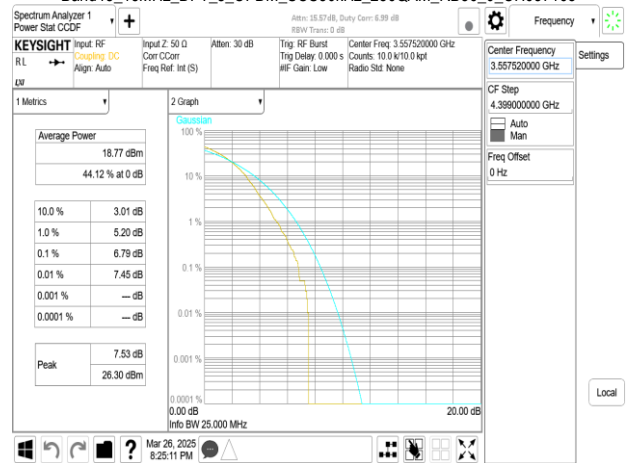 Spectrum Analyzer 1
Power Stat CCDF
Attn: 15.57dB, Duty Corr: 6.99 dB
RBW Trans: 0 dB
Frequency
KEYSIGHT
RL
LXI
Input: RF
Coupling: DC
Align: Auto
Input Z: 50 Ω
Corr CCorr
Freq Ref: Int (S)
Atten: 30 dB
Trig: RF Burst
Trig Delay: 0.000 s
#IF Gain: Low
Center Freq: 3.557520000 GHz
Counts: 10.0 k/10.0 kpt
Radio Std: None
Center Frequency
3.557520000 GHz
Settings
CF Step
4.399000000 GHz
Auto
Man
Freq Offset
0 Hz
1 Metrics
Average Power
18.77 dBm
44.12 % at 0 dB
10.0 % 3.01 dB
1.0 % 5.20 dB
0.1 % 6.79 dB
0.01 % 7.45 dB
0.001 % --- dB
0.0001 % --- dB
Peak 7.53 dB
26.30 dBm
2 Graph
Gaussian
100 %
10 %
1 %
0.1 %
0.01 %
0.001 %
0.0001 %
0.00 dB 20.00 dB
Info BW 25.000 MHz
Local
Mar 26, 2025
8:25:11 PM